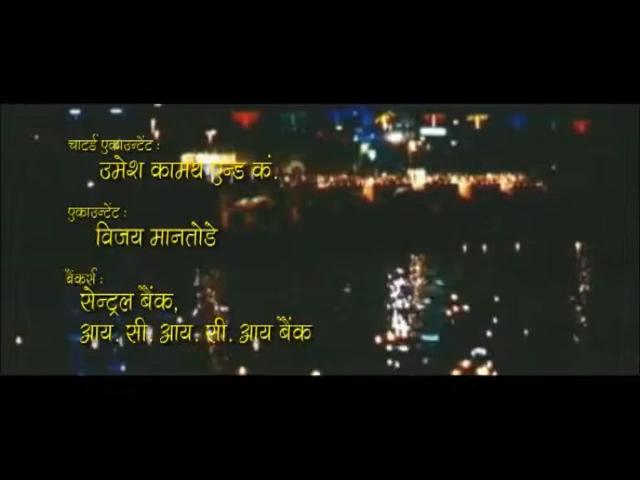 चाटर्ड एकाउन्टेंट :
उमेश कामथ एन्ड कं.
एकाउन्टेंट :
विजय मानतोडे
बैंकर्स :
सेन्ट्रल बैंक,
आय. सी. आय. सी. आय बैंक